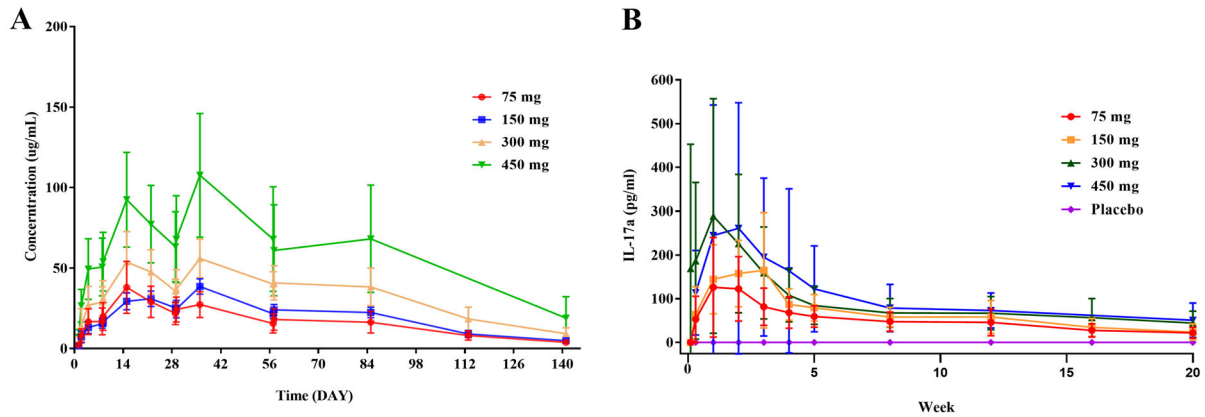 A
200
150
100
50
0
Concerntration (ug/mL)
0
14
28
42
56
70
84
98
112
126
140
Time (DAY)
75 mg
150 mg
300 mg
450 mg
B
600
500
400
300
200
100
0
IL-17a (pg/ml)
0
5
10
15
20
Week
75 mg
150 mg
300 mg
450 mg
Placebo